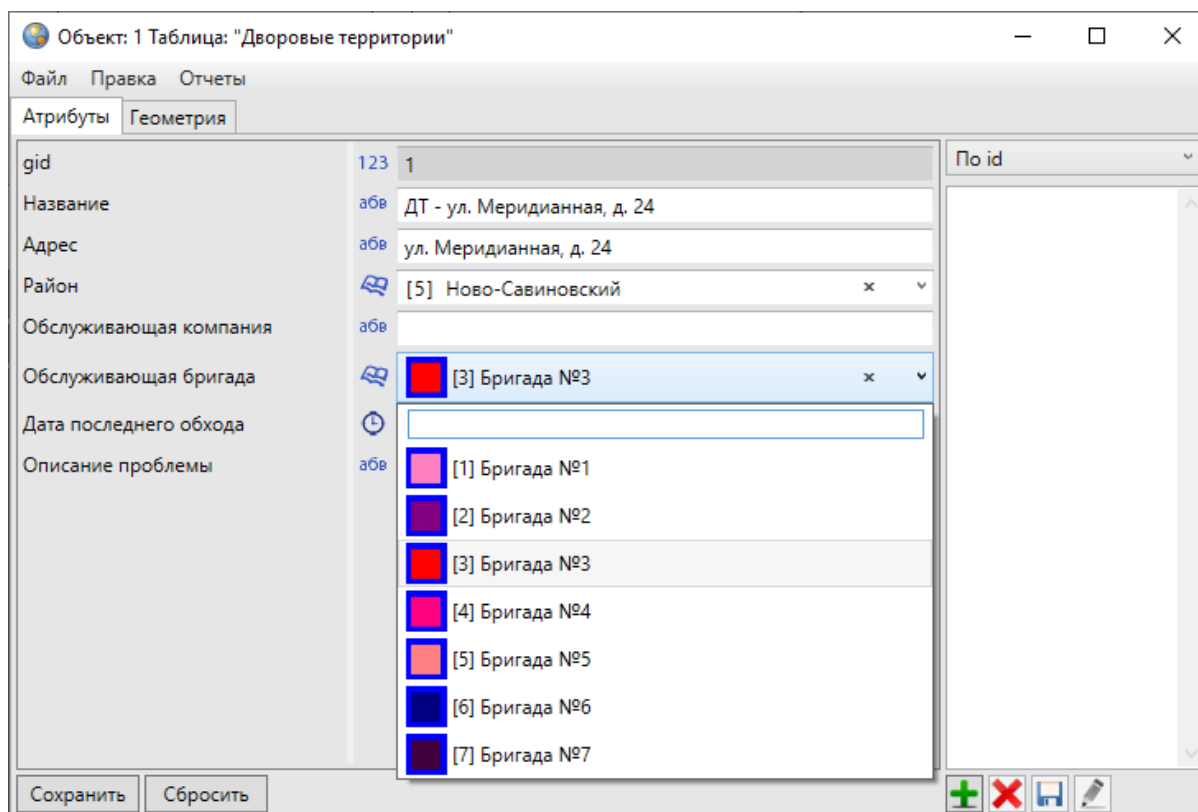 Объект: 1 Таблица: "Дворовые территории"
Файл Правка Отчеты
Атрибуты Геометрия
gid 123 1
По id
Название абв ДТ - ул. Меридианная, д. 24
Адрес абв ул. Меридианная, д. 24
Район [5] Ново-Савиновский
Обслуживающая компания абв
Обслуживающая бригада [3] Бригада №3
Дата последнего обхода
Описание проблемы абв
[1] Бригада №1
[2] Бригада №2
[3] Бригада №3
[4] Бригада №4
[5] Бригада №5
[6] Бригада №6
[7] Бригада №7
Сохранить Сбросить